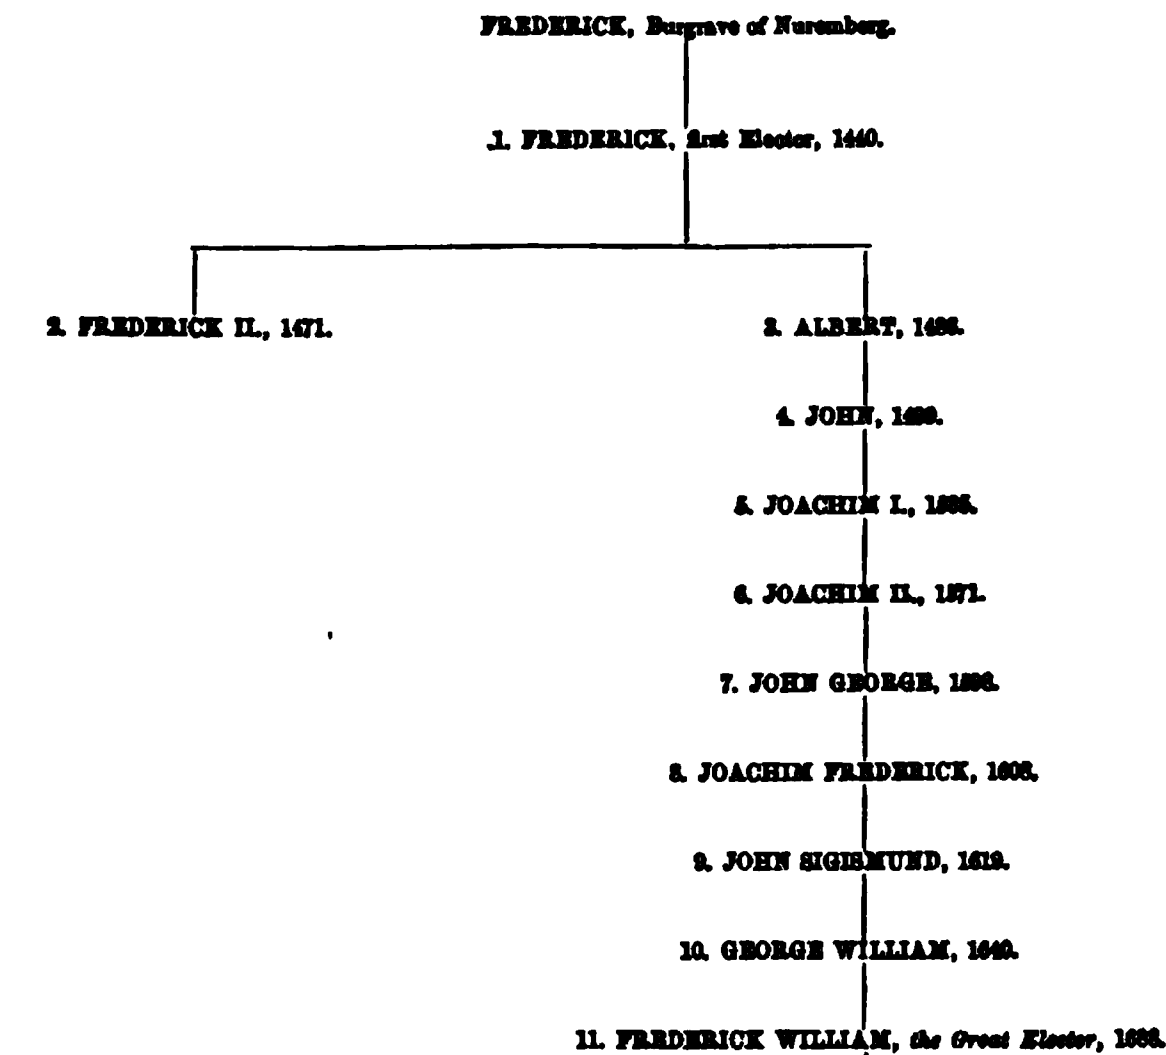 FREDERICK, Burgrave of Nuremberg.
1. FREDERICK, first Elector, 1440.
2. FREDERICK II., 1471.
3. ALBERT, 1486.
4. JOHN, 1499.
5. JOACHIM I., 1535.
6. JOACHIM II., 1571.
7. JOHN GEORGE, 1598.
8. JOACHIM FREDERICK, 1608.
9. JOHN SIGISMUND, 1619.
10. GEORGE WILLIAM, 1640.
11. FREDERICK WILLIAM, the Great Elector, 1688.